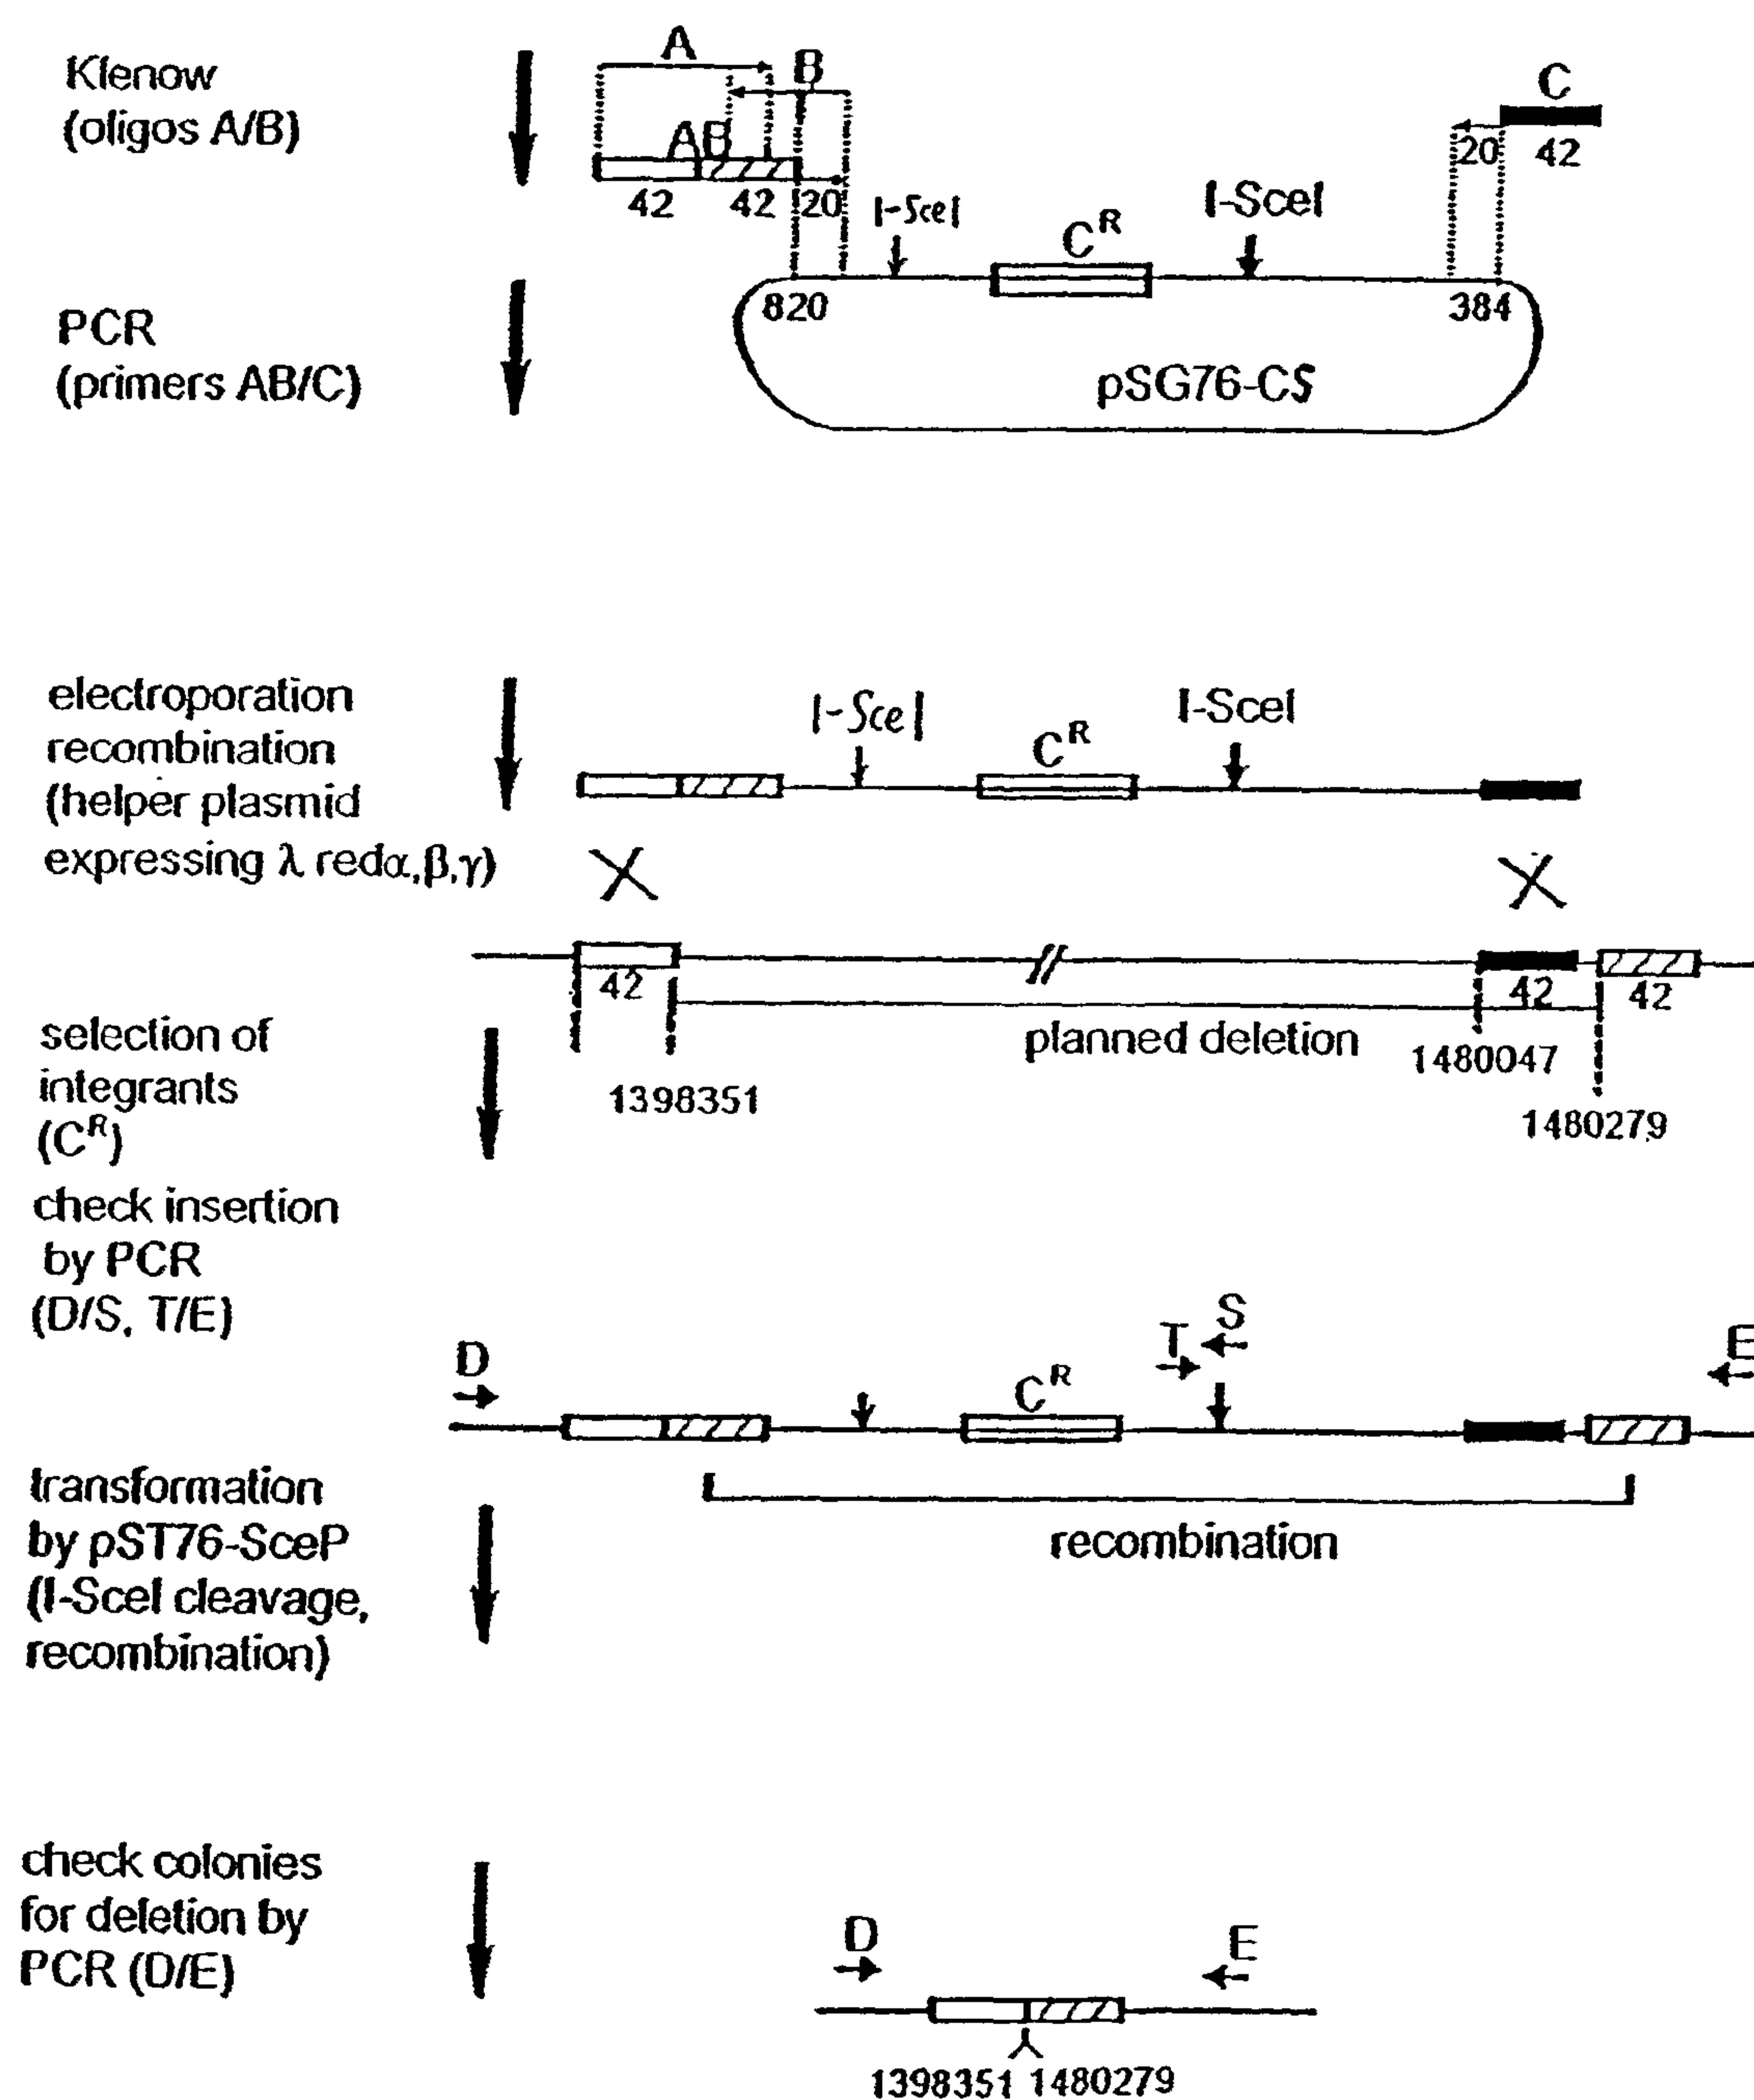 Klenow
(oligos A/B)
A
B
AB
42 42 20
C
20 42
I-SceI
C^R
I-SceI
820
384
pSG76-CS
PCR
(primers AB/C)
electroporation
recombination
(helper plasmid
expressing λ redα,β,γ)
I-SceI
C^R
I-SceI
42
42
42
planned deletion
1398351
1480047
1480279
selection of
integrants
(C^R)
check insertion
by PCR
(D/S, T/E)
D
C^R
T
S
E
recombination
transformation
by pST76-SceP
(I-SceI cleavage,
recombination)
check colonies
for deletion by
PCR (D/E)
D
E
1398351 1480279